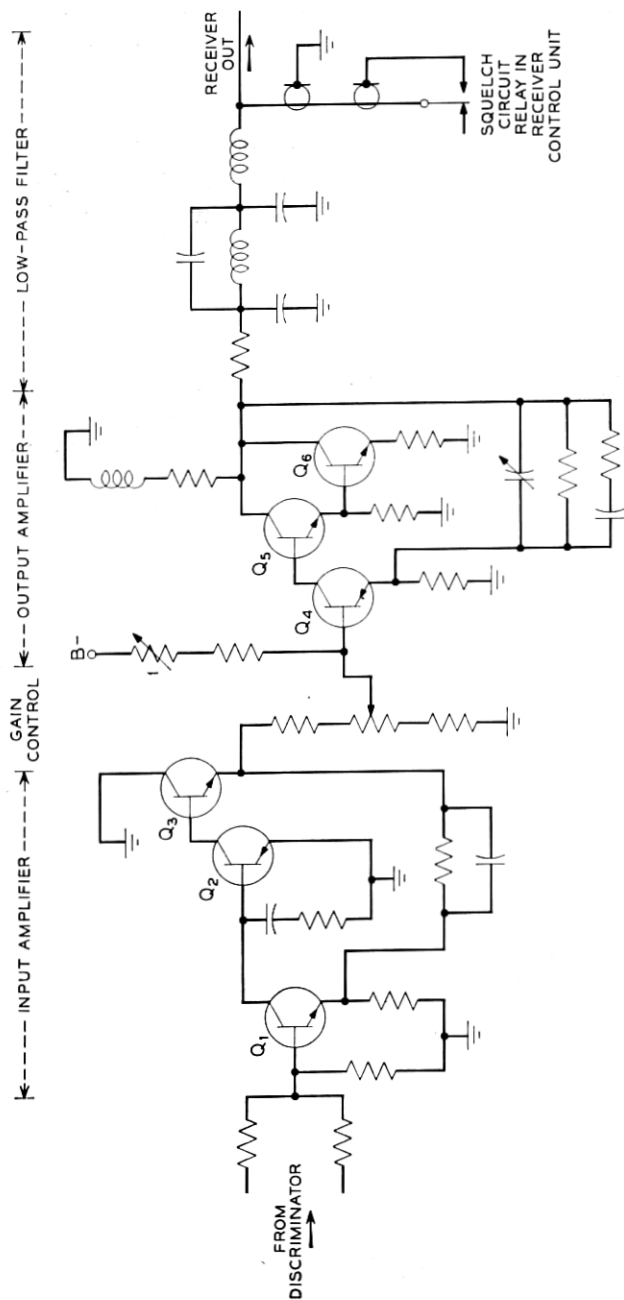 INPUT AMPLIFIER
GAIN
CONTROL
OUTPUT AMPLIFIER
LOW-PASS FILTER
B-
1
Q1
Q2
Q3
Q4
Q5
Q6
FROM
DISCRIMINATOR
RECEIVER
OUT
SQUELCH
CIRCUIT
RELAY IN
RECEIVER
CONTROL UNIT